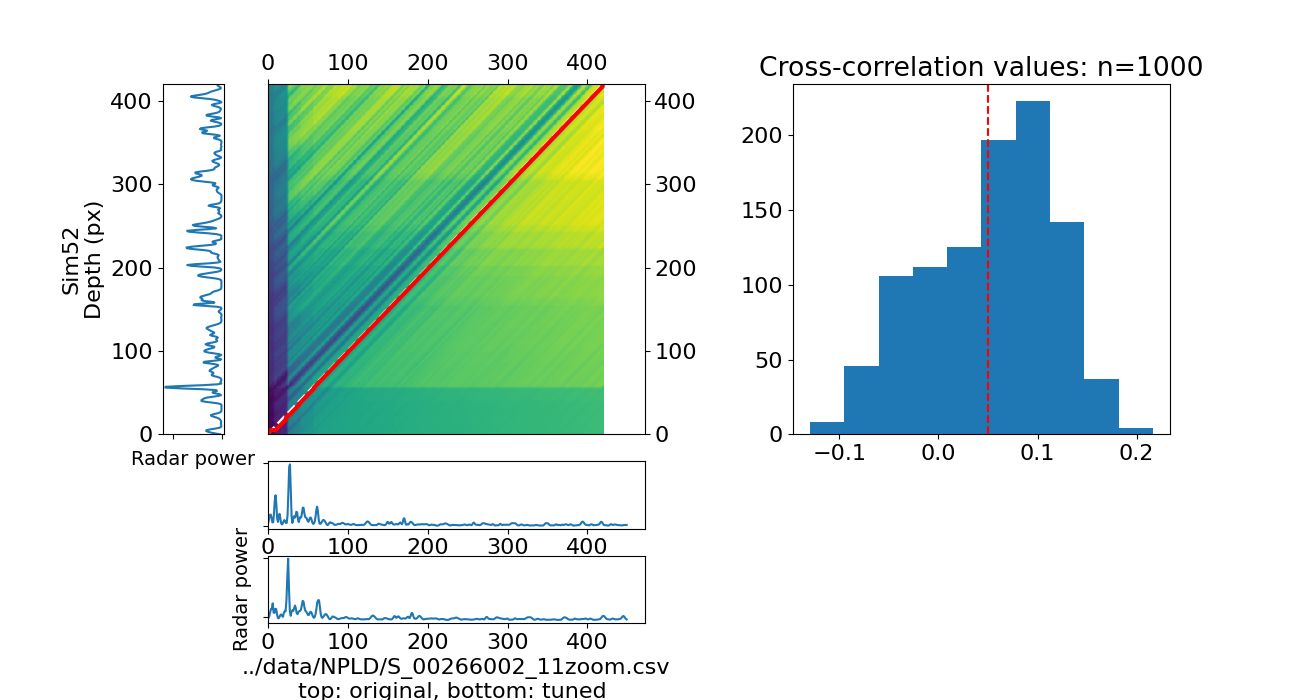 0 100 200 300 400
Cross-correlation values: n=1000
400
300
200
100
0
Sim52
Depth (px)
400
300
200
100
0
200
150
100
50
0
−0.1 0.0 0.1 0.2
Radar power
0 100 200 300 400
Radar power
0 100 200 300 400
../data/NPLD/S_00266002_11zoom.csv
top: original, bottom: tuned